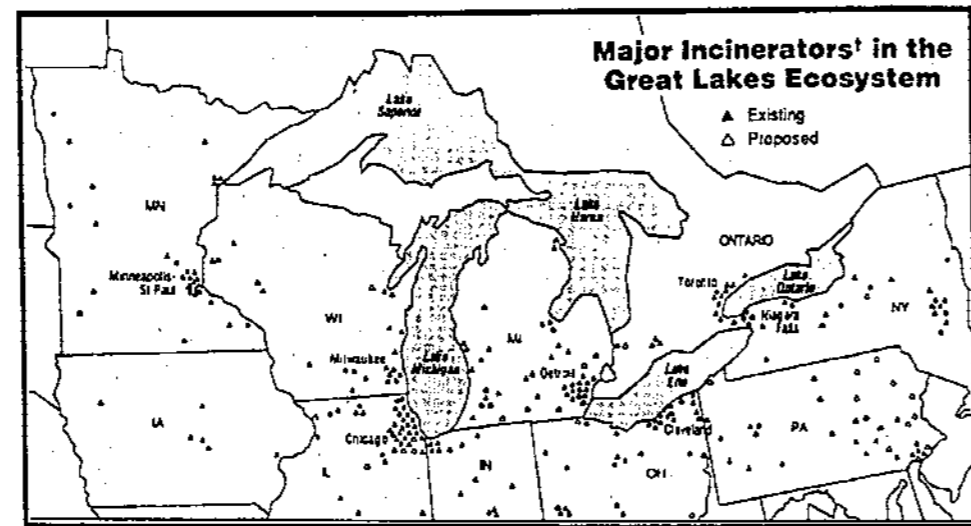 Major Incinerators† in the
Great Lakes Ecosystem
▲ Existing
△ Proposed
Lake
Superior
MN
Lake
Huron
ONTARIO
Minneapolis-
St Paul
Toronto
Lake
Ontario
Niagara
Falls
NY
WI
MI
Milwaukee
Lake
Michigan
Detroit
Lake
Erie
IA
Chicago
Cleveland
PA
IL
IN
OH